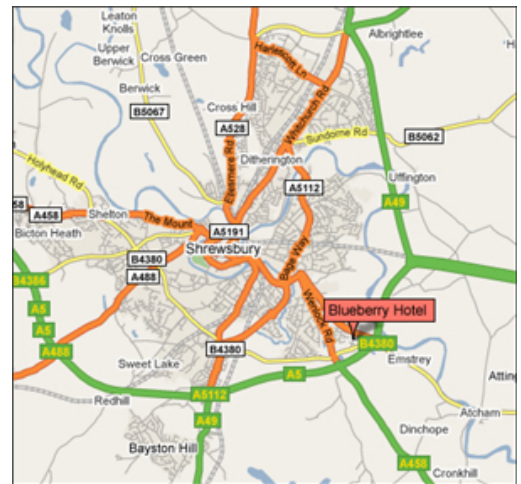 Leaton
Knolls
Albrightlee
Upper
Berwick
Cross Green
Harlescott Ln
Berwick
B5067
Cross Hill
Whitchurch Rd
A528
Sundorne Rd
B5062
Ellesmere Rd
Ditherington
Holyhead Rd
Uffington
A5112
A458
Shelton
The Mount
A49
Bicton Heath
A5191
Shrewsbury
Bage Way
B4380
A488
B4386
A5
Wenlock Rd
Blueberry Hotel
A5
B4380
B4380
A488
Sweet Lake
Emstrey
A5
Atting
Redhill
A5112
A49
Atcham
Dinchope
Bayston Hill
A458
Cronkhill